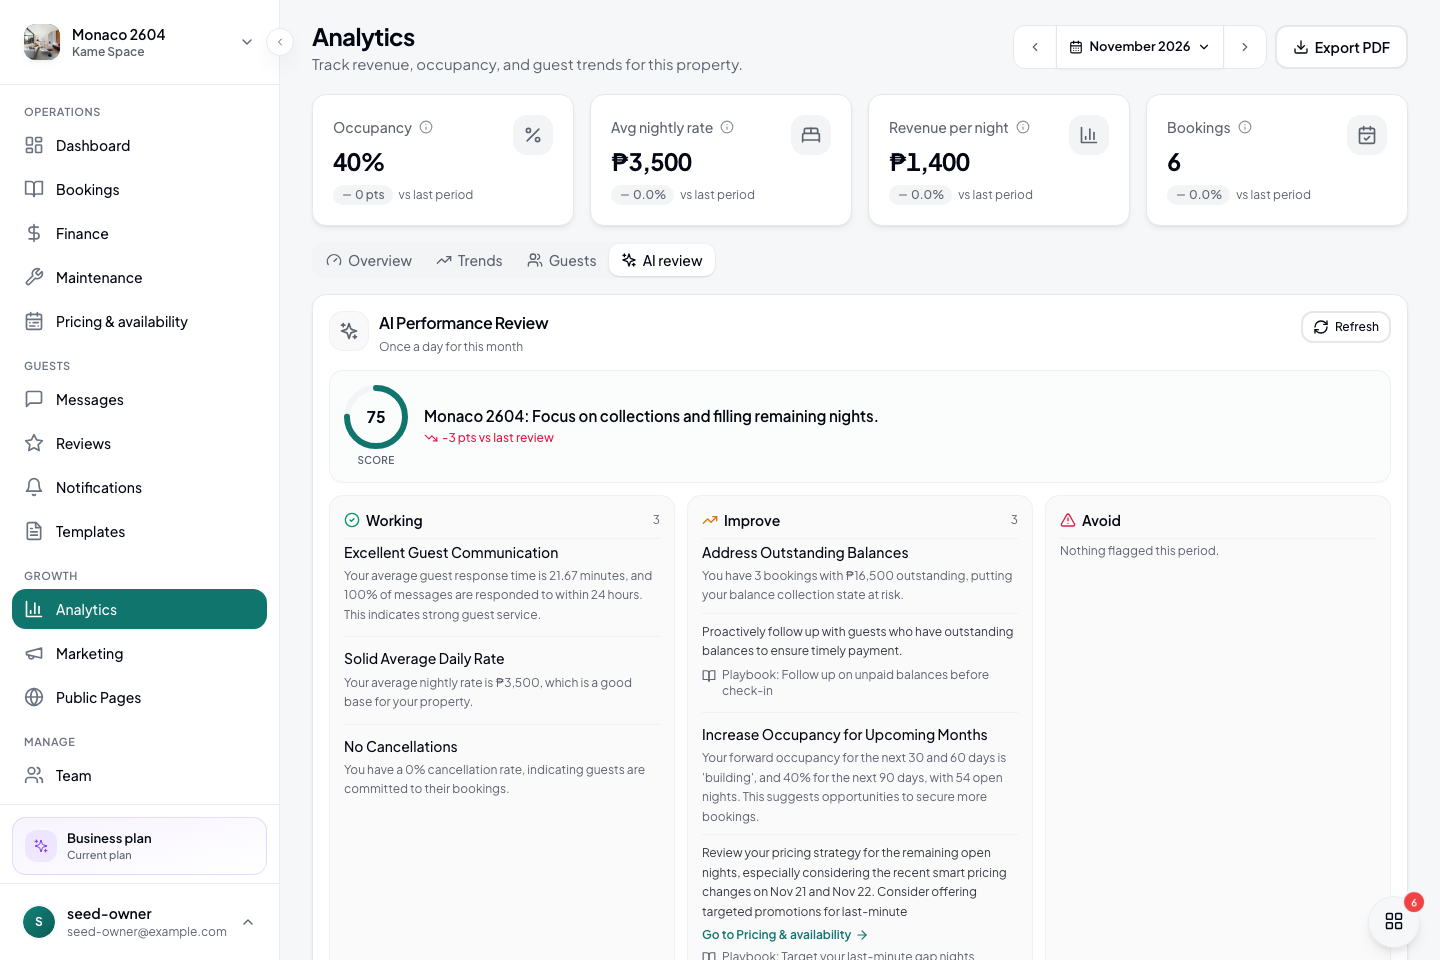 Monaco 2604
Kame Space
OPERATIONS
Dashboard
Bookings
Finance
Maintenance
Pricing & availability
GUESTS
Messages
Reviews
Notifications
Templates
GROWTH
Analytics
Marketing
Public Pages
MANAGE
Team
Business plan
Current plan
S
seed-owner
seed-owner@example.com
Analytics
Track revenue, occupancy, and guest trends for this property.
November 2026
Export PDF
Occupancy
40%
– 0 pts vs last period
Avg nightly rate
₱3,500
– 0.0% vs last period
Revenue per night
₱1,400
– 0.0% vs last period
Bookings
6
– 0.0% vs last period
Overview
Trends
Guests
AI review
AI Performance Review
Once a day for this month
Refresh
75
SCORE
Monaco 2604: Focus on collections and filling remaining nights.
-3 pts vs last review
Working 3
Excellent Guest Communication
Your average guest response time is 21.67 minutes, and
100% of messages are responded to within 24 hours.
This indicates strong guest service.
Solid Average Daily Rate
Your average nightly rate is ₱3,500, which is a good
base for your property.
No Cancellations
You have a 0% cancellation rate, indicating guests are
committed to their bookings.
Improve 3
Address Outstanding Balances
You have 3 bookings with ₱16,500 outstanding, putting
your balance collection state at risk.
Proactively follow up with guests who have outstanding
balances to ensure timely payment.
Playbook: Follow up on unpaid balances before
check-in
Increase Occupancy for Upcoming Months
Your forward occupancy for the next 30 and 60 days is
'building', and 40% for the next 90 days, with 54 open
nights. This suggests opportunities to secure more
bookings.
Review your pricing strategy for the remaining open
nights, especially considering the recent smart pricing
changes on Nov 21 and Nov 22. Consider offering
targeted promotions for last-minute
Go to Pricing & availability
Playbook: Target your last-minute gap nights
Avoid
Nothing flagged this period.
6